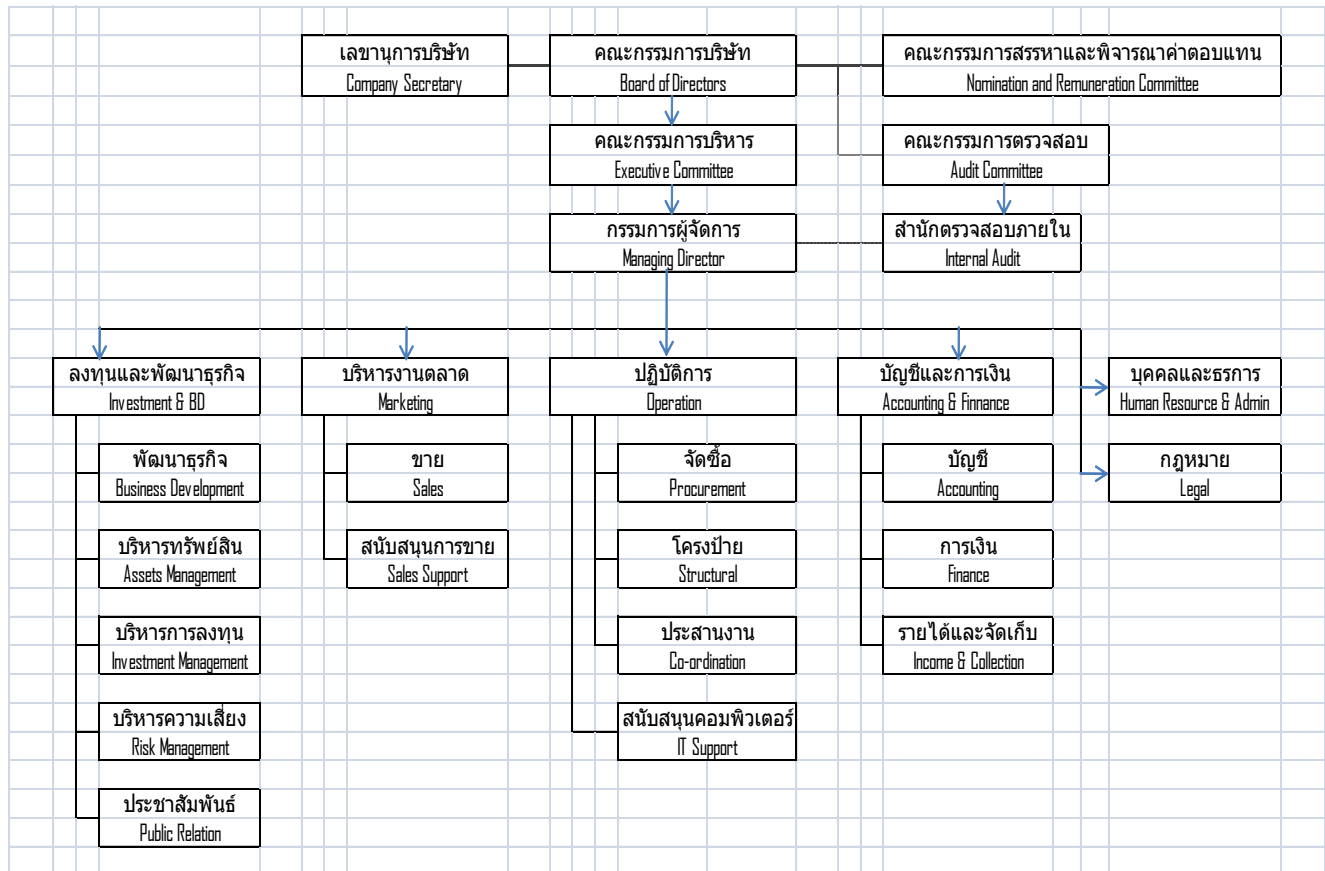 เลขานุการบริษัท
Company Secretary
คณะกรรมการบริษัท
Board of Directors
คณะกรรมการสรรหาและพิจารณาค่าตอบแทน
Nomination and Remuneration Committee
คณะกรรมการบริหาร
Executive Committee
คณะกรรมการตรวจสอบ
Audit Committee
กรรมการผู้จัดการ
Managing Director
สำนักตรวจสอบภายใน
Internal Audit
ลงทุนและพัฒนาธุรกิจ
Investment & BD
บริหารงานตลาด
Marketing
ปฏิบัติการ
Operation
บัญชีและการเงิน
Accounting & Finnance
บุคคลและธรการ
Human Resource & Admin
พัฒนาธุรกิจ
Business Development
ขาย
Sales
จัดซื้อ
Procurement
บัญชี
Accounting
กฎหมาย
Legal
บริหารทรัพย์สิน
Assets Management
สนับสนุนการขาย
Sales Support
โครงป้าย
Structural
การเงิน
Finance
บริหารการลงทุน
Investment Management
ประสานงาน
Co-ordination
รายได้และจัดเก็บ
Income & Collection
บริหารความเสี่ยง
Risk Management
สนับสนุนคอมพิวเตอร์
IT Support
ประชาสัมพันธ์
Public Relation